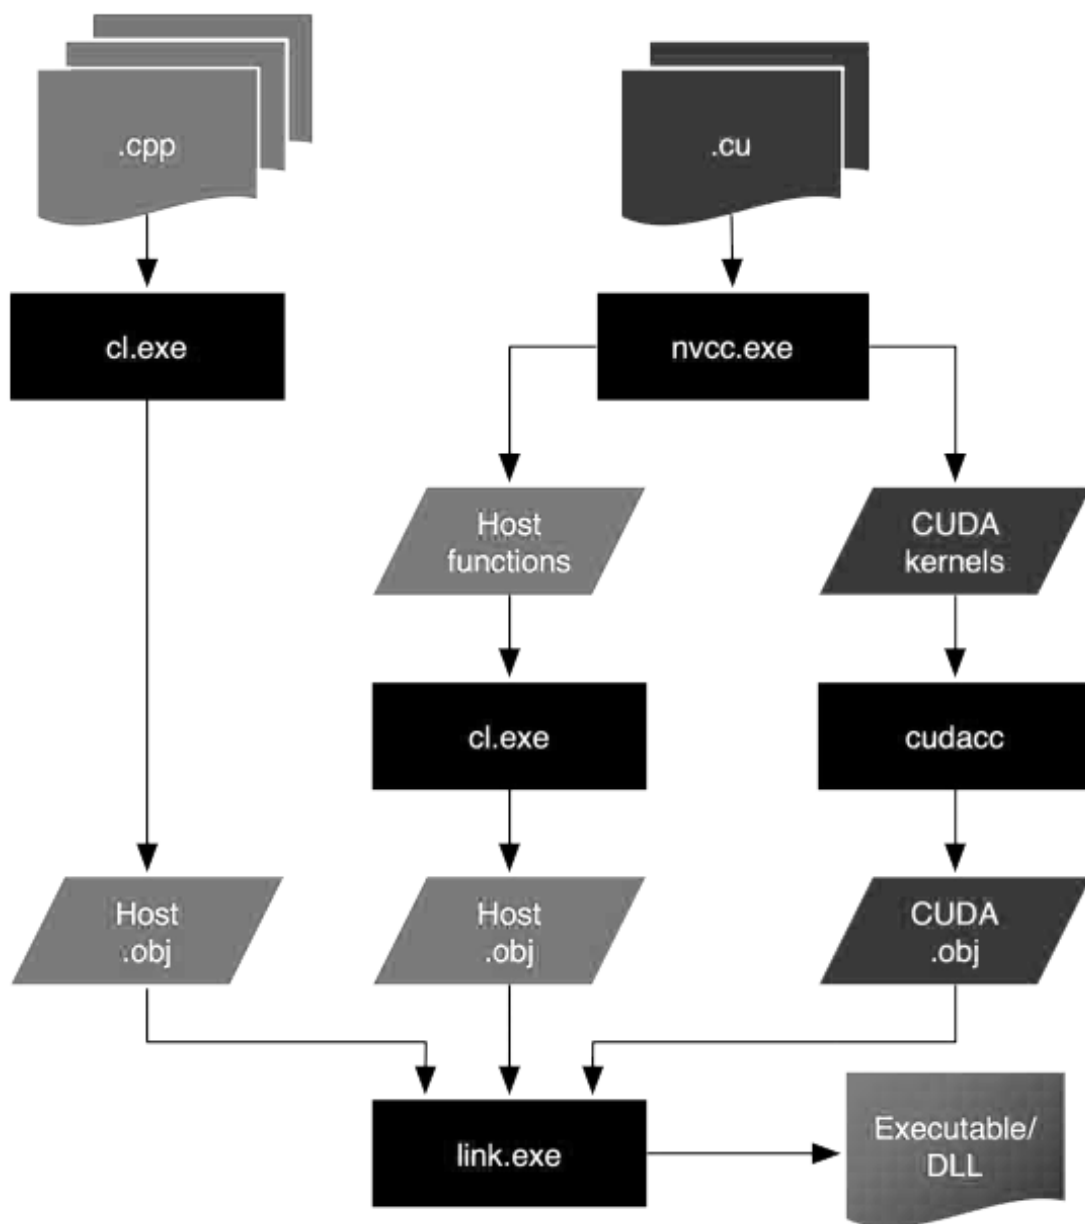 .cpp
.cu
cl.exe
nvcc.exe
Host
functions
CUDA
kernels
cl.exe
cudacc
Host
.obj
Host
.obj
CUDA
.obj
link.exe
Executable/
DLL